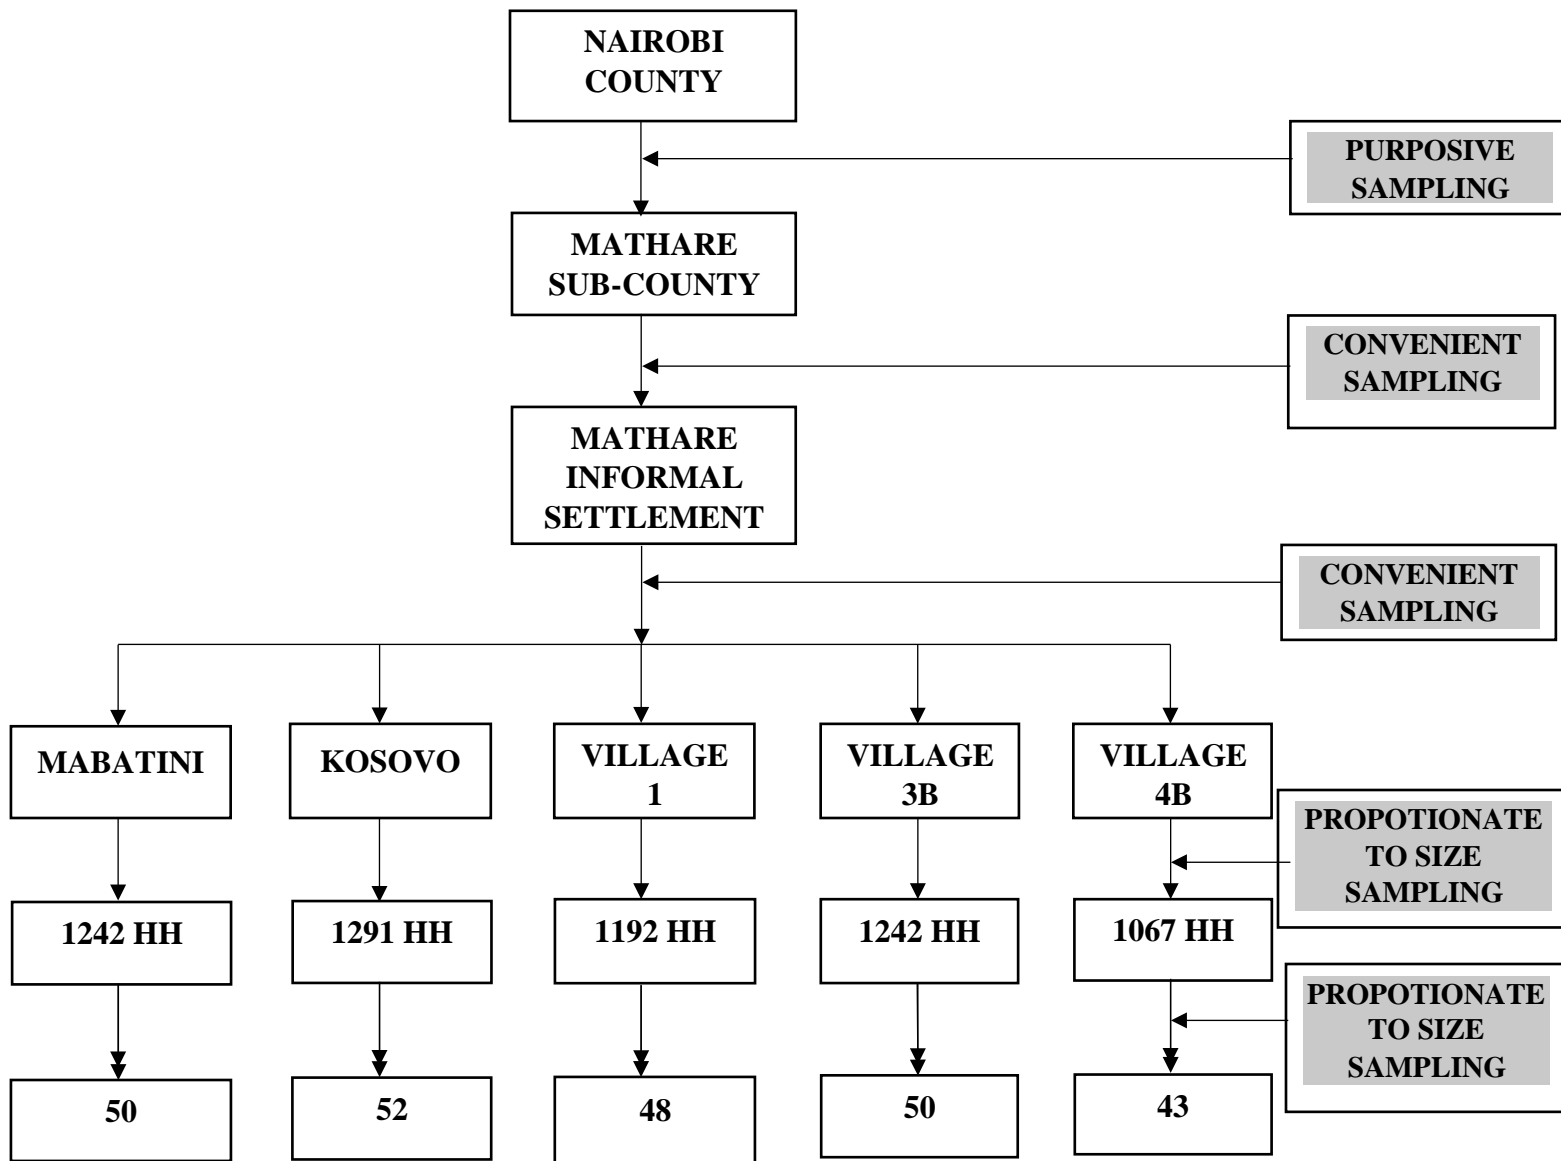 NAIROBI
COUNTY
PURPOSIVE
SAMPLING
MATHARE
SUB-COUNTY
CONVENIENT
SAMPLING
MATHARE
INFORMAL
SETTLEMENT
CONVENIENT
SAMPLING
MABATINI
KOSOVO
VILLAGE
1
VILLAGE
3B
VILLAGE
4B
PROPOTIONATE
TO SIZE
SAMPLING
1242 HH
1291 HH
1192 HH
1242 HH
1067 HH
PROPOTIONATE
TO SIZE
SAMPLING
50
52
48
50
43